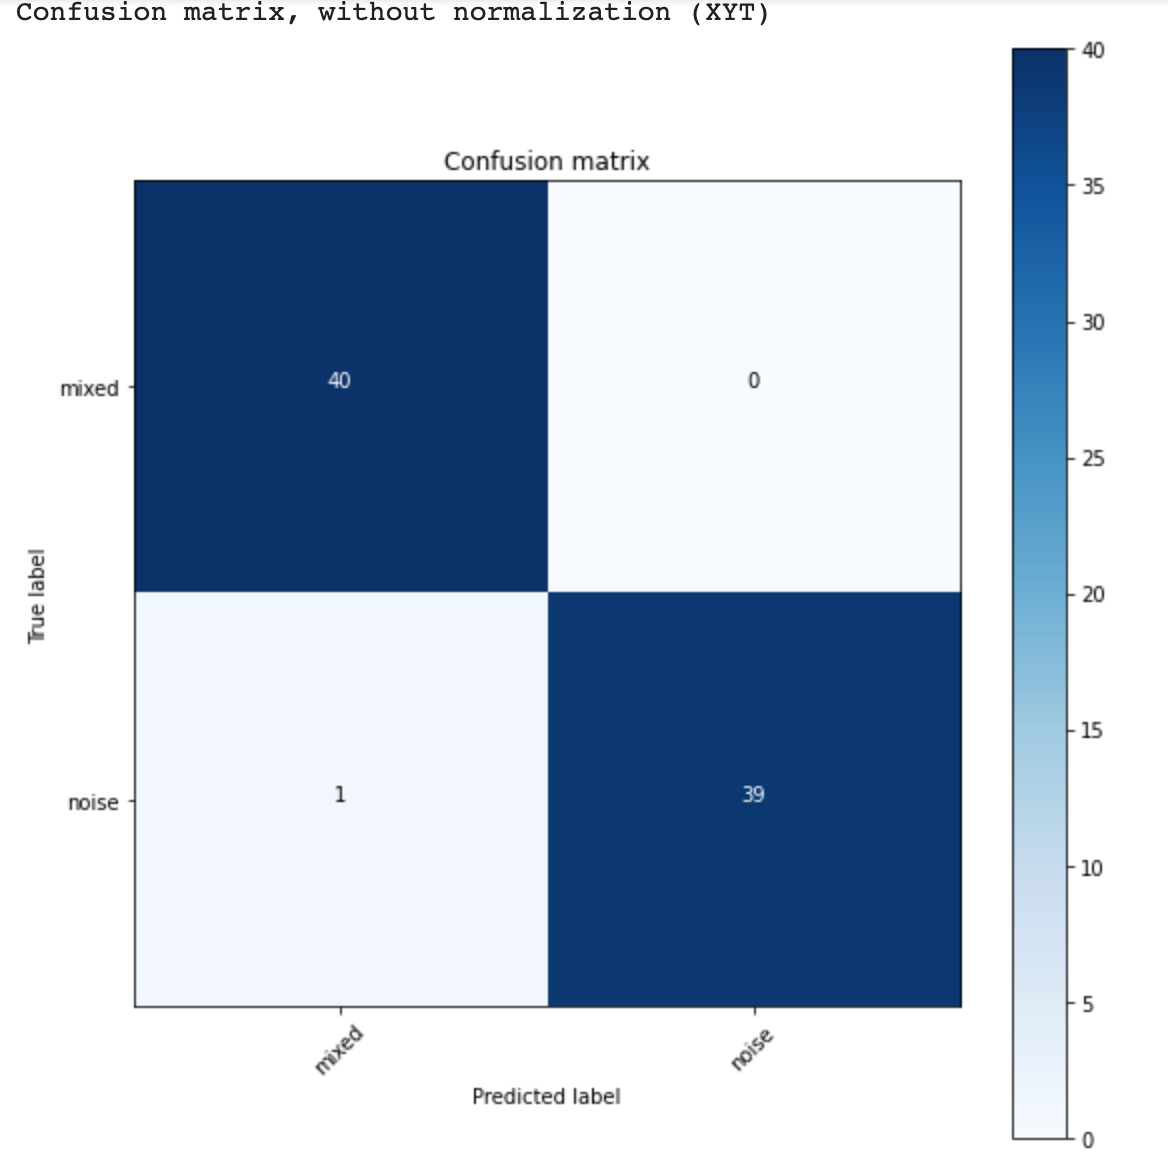 Confusion matrix, without normalization (XYT)
Confusion matrix
40
35
30
25
20
15
10
5
0
True label
mixed
40
0
noise
1
39
mixed
noise
Predicted label